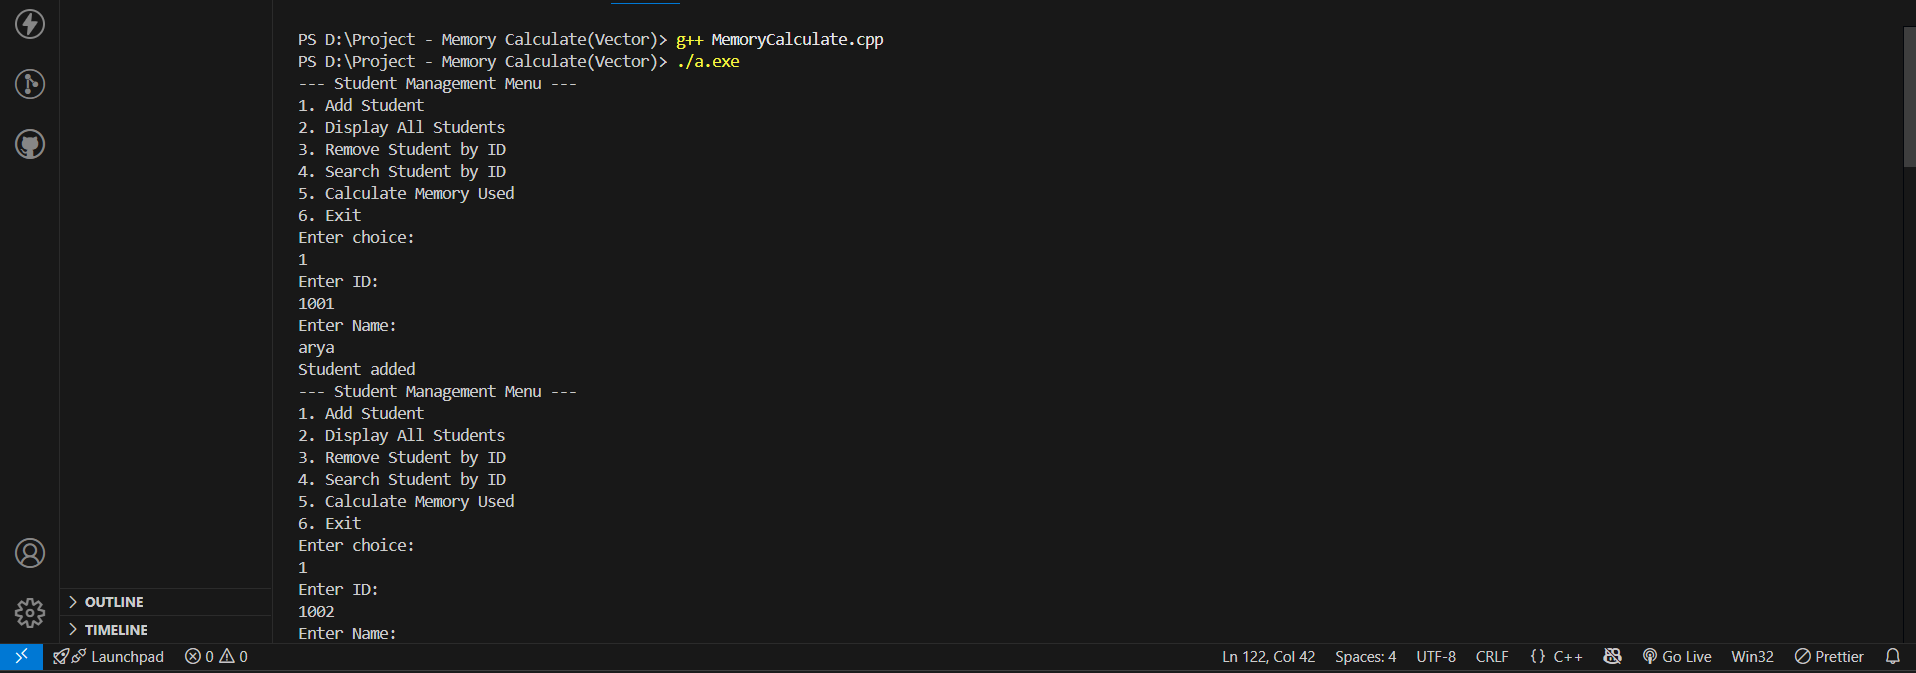 PS D:\Project - Memory Calculate(Vector)> g++ MemoryCalculate.cpp
PS D:\Project - Memory Calculate(Vector)> ./a.exe
--- Student Management Menu ---
1. Add Student
2. Display All Students
3. Remove Student by ID
4. Search Student by ID
5. Calculate Memory Used
6. Exit
Enter choice:
1
Enter ID:
1001
Enter Name:
arya
Student added
--- Student Management Menu ---
1. Add Student
2. Display All Students
3. Remove Student by ID
4. Search Student by ID
5. Calculate Memory Used
6. Exit
Enter choice:
1
Enter ID:
1002
Enter Name:
OUTLINE
TIMELINE
Launchpad 0 0 Ln 122, Col 42 Spaces: 4 UTF-8 CRLF {} C++ Go Live Win32 Prettier